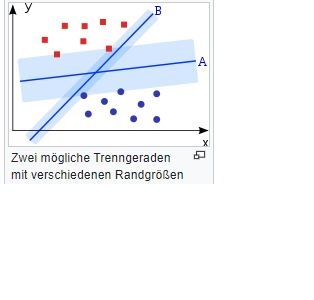 y
B
A
x
Zwei mögliche Trenngeraden
mit verschiedenen Randgrößen